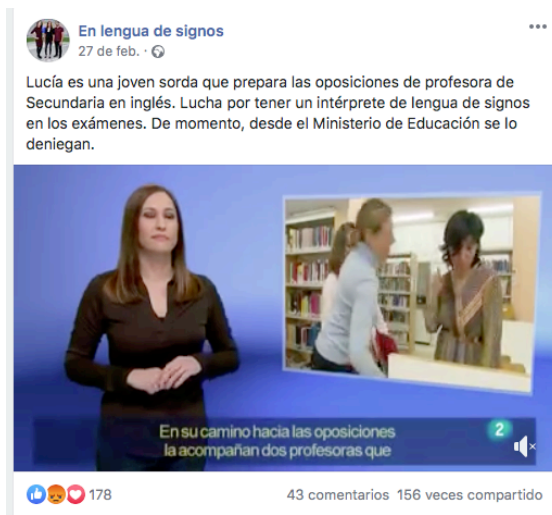 En lengua de signos
27 de feb. ·
Lucía es una joven sorda que prepara las oposiciones de profesora de
Secundaria en inglés. Lucha por tener un intérprete de lengua de signos
en los exámenes. De momento, desde el Ministerio de Educación se lo
deniegan.
2
En su camino hacia las oposiciones
la acompañan dos profesoras que
178
43 comentarios 156 veces compartido